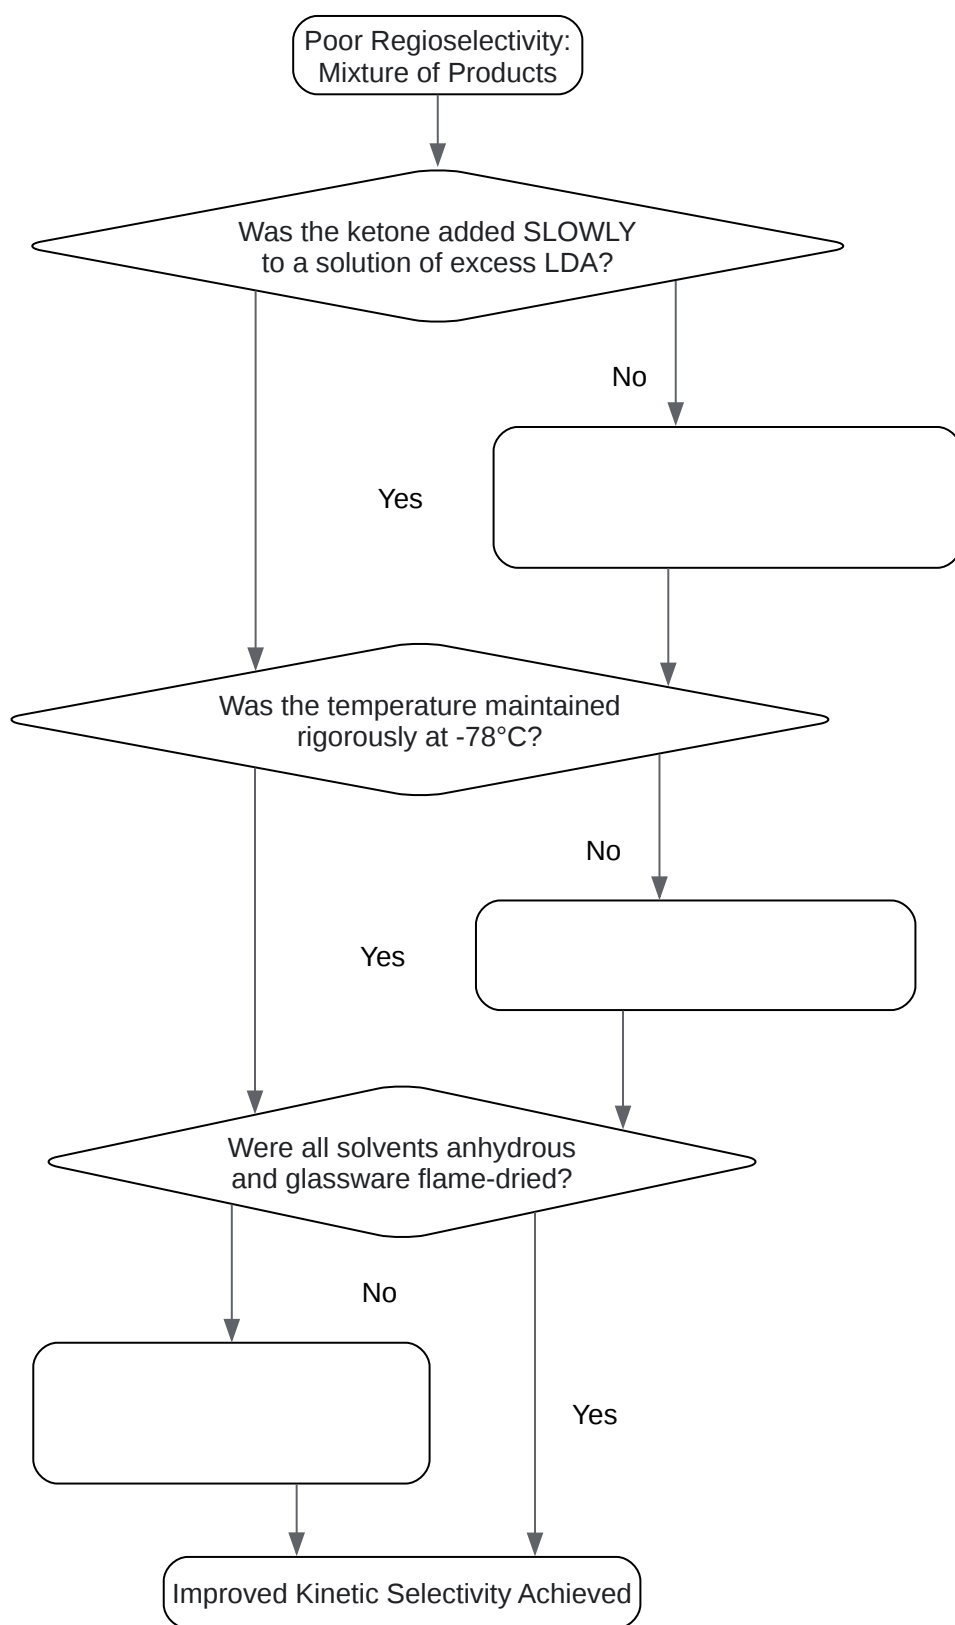 Poor Regioselectivity:
Mixture of Products
Was the ketone added SLOWLY
to a solution of excess LDA?
No
Yes
Was the temperature maintained
rigorously at -78°C?
No
Yes
Were all solvents anhydrous
and glassware flame-dried?
No
Yes
Improved Kinetic Selectivity Achieved